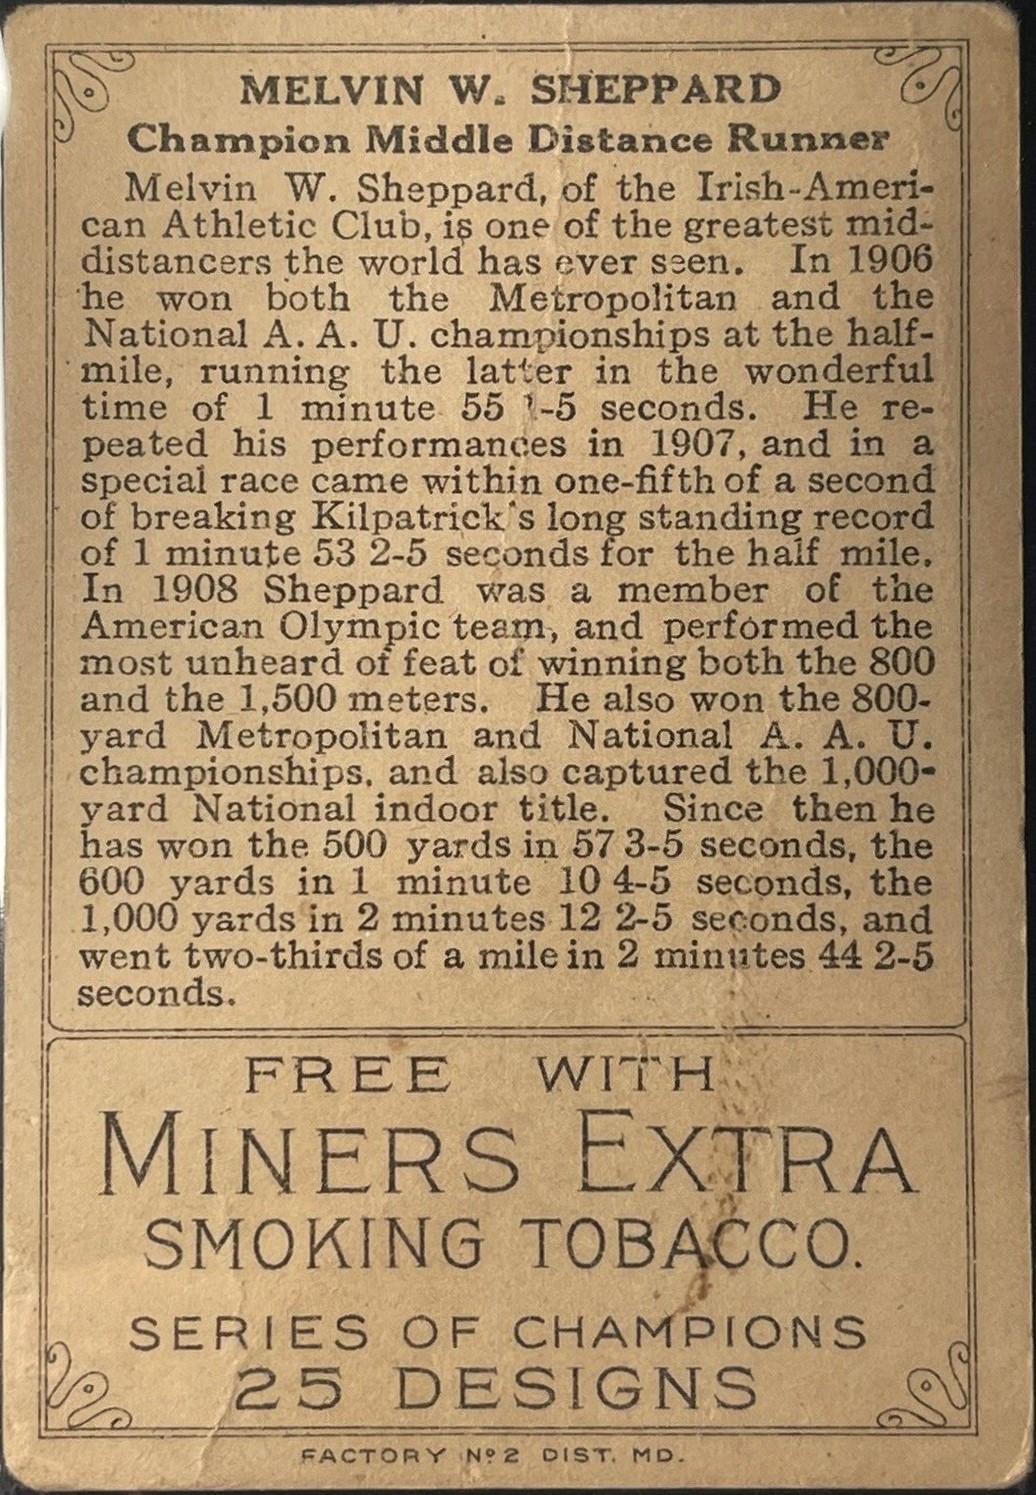 MELVIN W. SHEPPARD
Champion Middle Distance Runner
Melvin W. Sheppard, of the Irish-Ameri-
can Athletic Club, is one of the greatest mid-
distancers the world has ever seen. In 1906
he won both the Metropolitan and the
National A. A. U. championships at the half-
mile, running the latter in the wonderful
time of 1 minute 55 1-5 seconds. He re-
peated his performances in 1907, and in a
special race came within one-fifth of a second
of breaking Kilpatrick's long standing record
of 1 minute 53 2-5 seconds for the half mile.
In 1908 Sheppard was a member of the
American Olympic team, and performed the
most unheard of feat of winning both the 800
and the 1,500 meters. He also won the 800-
yard Metropolitan and National A. A. U.
championships, and also captured the 1,000-
yard National indoor title. Since then he
has won the 500 yards in 57 3-5 seconds, the
600 yards in 1 minute 10 4-5 seconds, the
1,000 yards in 2 minutes 12 2-5 seconds, and
went two-thirds of a mile in 2 minutes 44 2-5
seconds.
FREE WITH
MINERS EXTRA
SMOKING TOBACCO.
SERIES OF CHAMPIONS
25 DESIGNS
FACTORY Nº 2 DIST. MD.